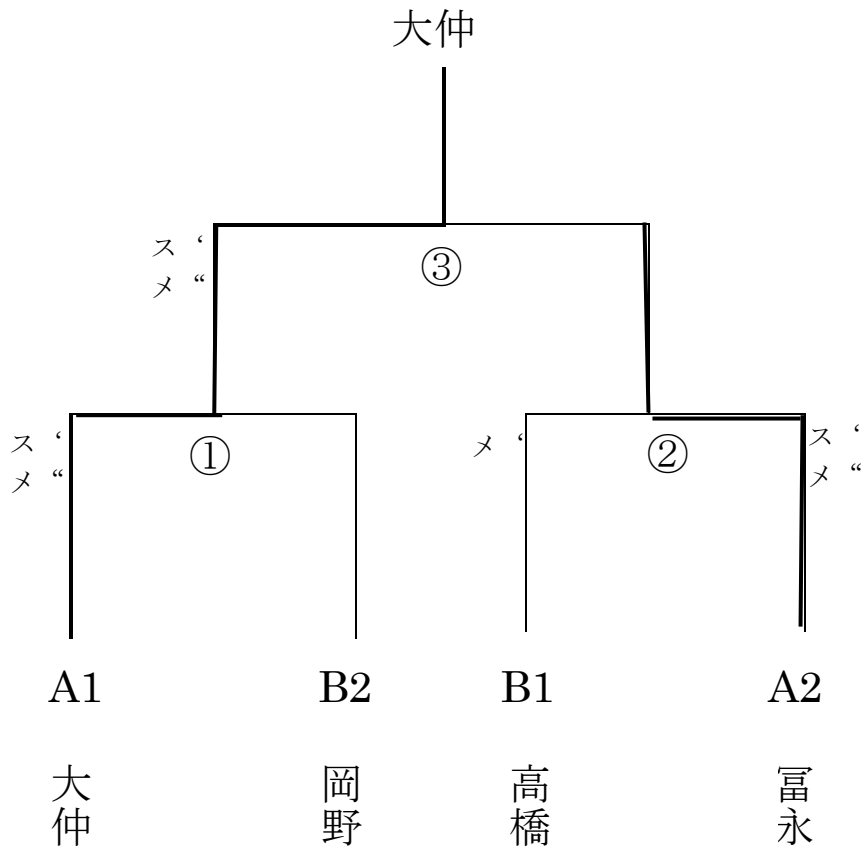 大仲
ス‘
メ“
③
ス‘
メ“
①
メ‘
②
ス‘
メ“
A1
B2
B1
A2
大仲
岡野
高橋
冨永